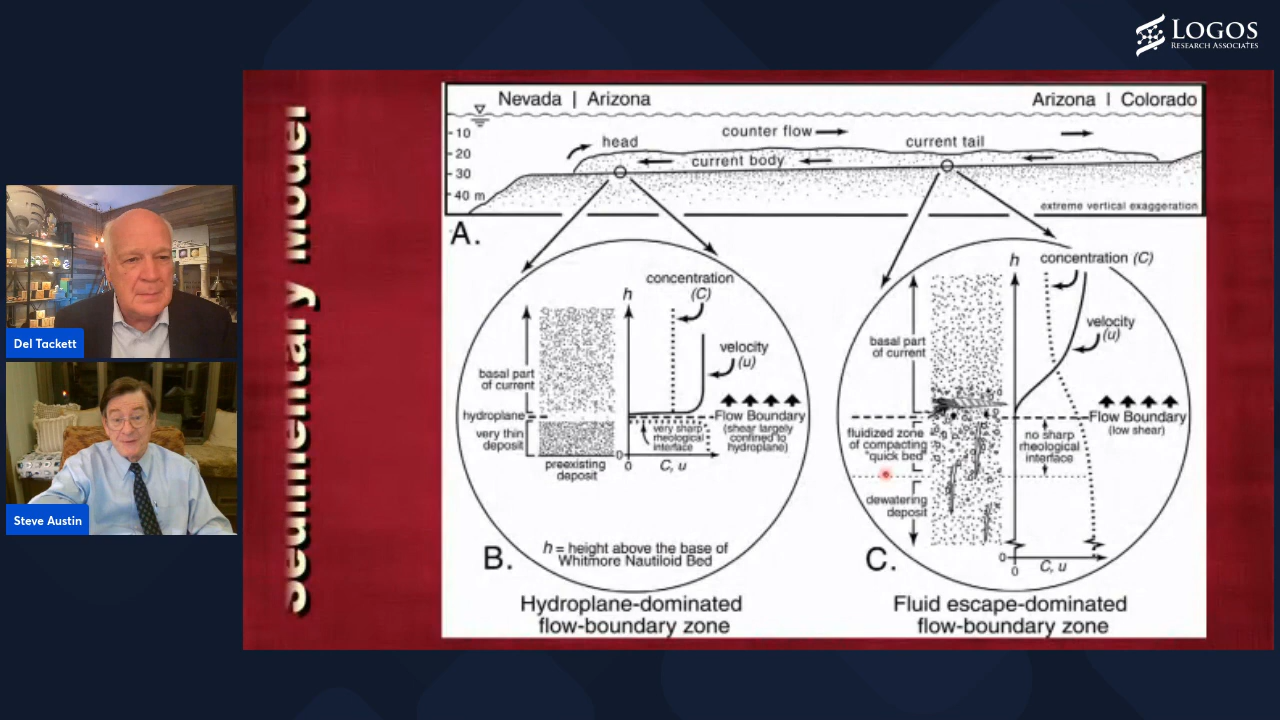 LOGOS
RESEARCH ASSOCIATES
Sedimentary Model
Nevada | Arizona
Arizona | Colorado
10
20
30
40 m
head
counter flow
current tail
current body
extreme vertical exaggeration
A.
h
concentration
(C)
velocity
(u)
basal part
of current
hydroplane
very thin
deposit
Flow Boundary
(shear largely
confined to
hydroplane)
very sharp
rheological
interface
0
0
C, u
preexisting
deposit
h = height above the base of
Whitmore Nautiloid Bed
B.
Hydroplane-dominated
flow-boundary zone
h
concentration (C)
velocity
(u)
basal part
of current
Flow Boundary
(low shear)
fluidized zone
of compacting
"quick bed"
no sharp
rheological
interface
dewatering
deposit
0
0
C, u
C.
Fluid escape-dominated
flow-boundary zone
Del Tackett
Steve Austin